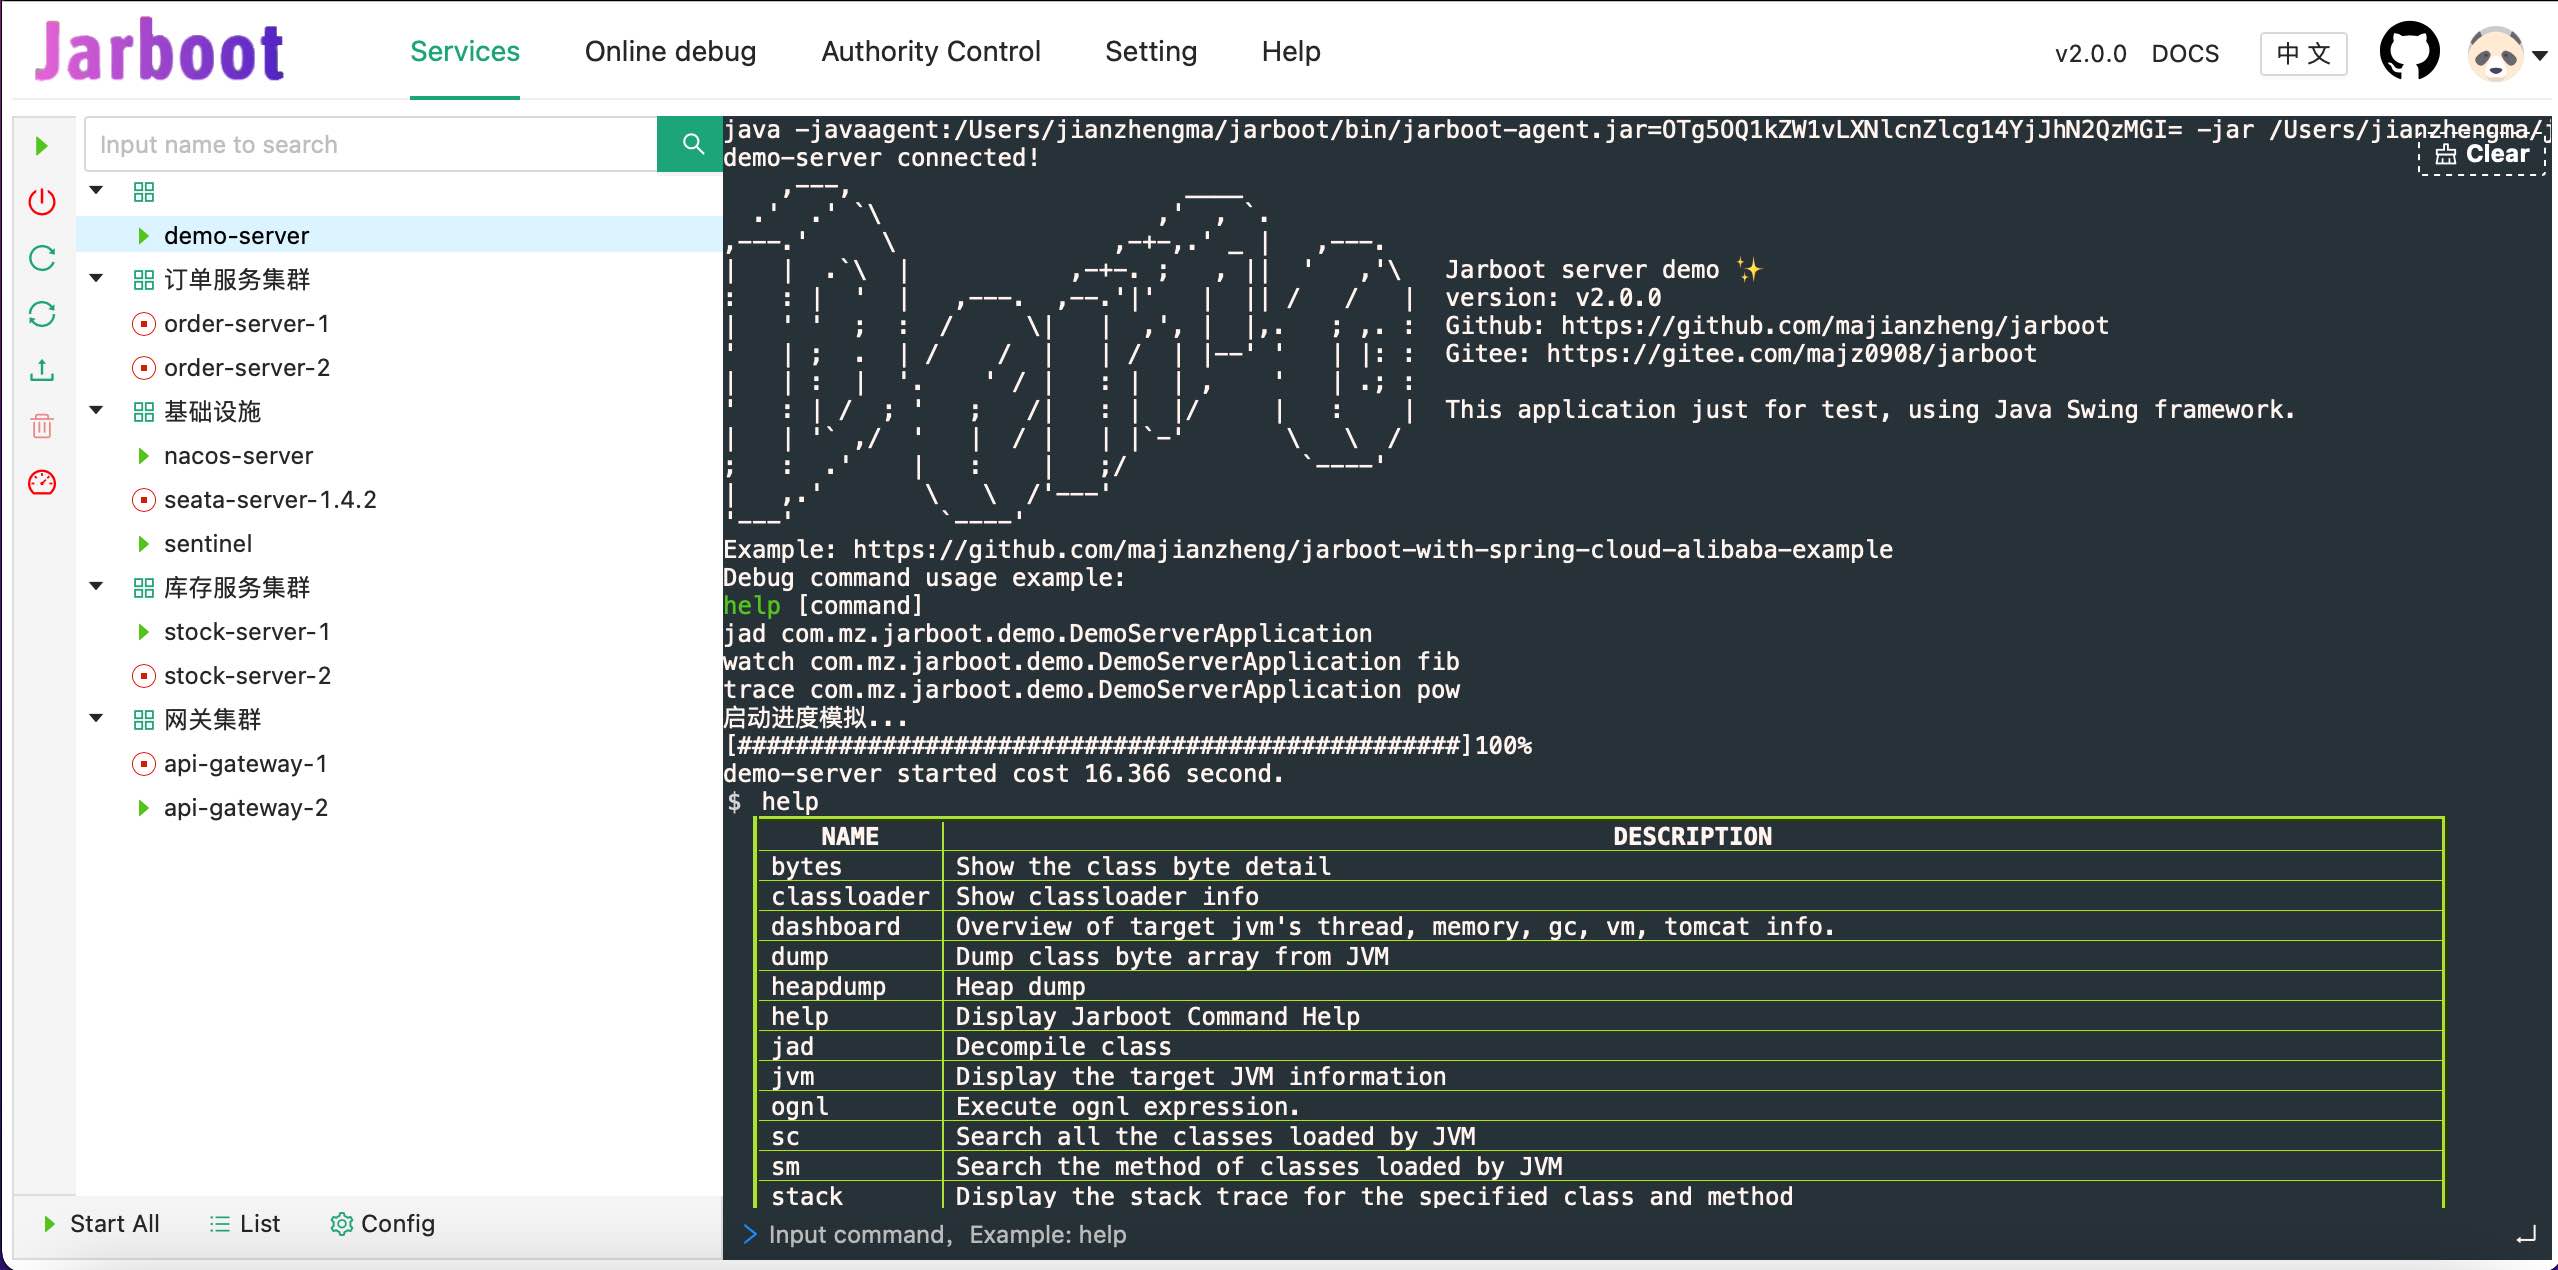 Jarboot
Services
Online debug
Authority Control
Setting
Help
v2.0.0
DOCS
中 文
Input name to search
demo-server
订单服务集群
order-server-1
order-server-2
基础设施
nacos-server
seata-server-1.4.2
sentinel
库存服务集群
stock-server-1
stock-server-2
网关集群
api-gateway-1
api-gateway-2
Start All
List
Config
java -javaagent:/Users/jianzhengma/jarboot/bin/jarboot-agent.jar=OTg5OQ1kZW1vLXNlcnZlcg14YjJhN2QzMGI= -jar /Users/jianzhengma/j
Clear
demo-server connected!
Demo
Jarboot server demo ✨
version: v2.0.0
Github: https://github.com/majianzheng/jarboot
Gitee: https://gitee.com/majz0908/jarboot
This application just for test, using Java Swing framework.
Example: https://github.com/majianzheng/jarboot-with-spring-cloud-alibaba-example
Debug command usage example:
help [command]
jad com.mz.jarboot.demo.DemoServerApplication
watch com.mz.jarboot.demo.DemoServerApplication fib
trace com.mz.jarboot.demo.DemoServerApplication pow
启动进度模拟...
[##################################################]100%
demo-server started cost 16.366 second.
$ help
NAME DESCRIPTION
bytes Show the class byte detail
classloader Show classloader info
dashboard Overview of target jvm's thread, memory, gc, vm, tomcat info.
dump Dump class byte array from JVM
heapdump Heap dump
help Display Jarboot Command Help
jad Decompile class
jvm Display the target JVM information
ognl Execute ognl expression.
sc Search all the classes loaded by JVM
sm Search the method of classes loaded by JVM
stack Display the stack trace for the specified class and method
> Input command，Example: help